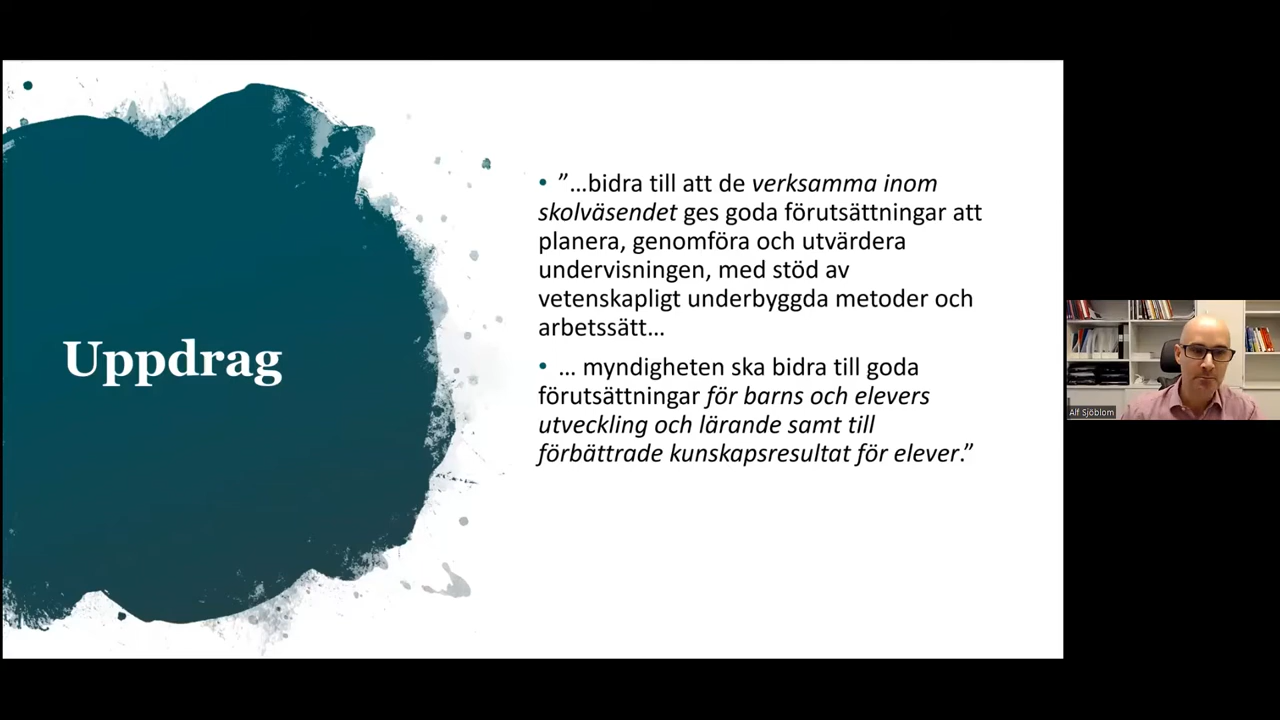 Uppdrag
• ”…bidra till att de verksamma inom
skolväsendet ges goda förutsättningar att
planera, genomföra och utvärdera
undervisningen, med stöd av
vetenskapligt underbyggda metoder och
arbetssätt…
• … myndigheten ska bidra till goda
förutsättningar för barns och elevers
utveckling och lärande samt till
förbättrade kunskapsresultat för elever.”
Alf Sjöblom